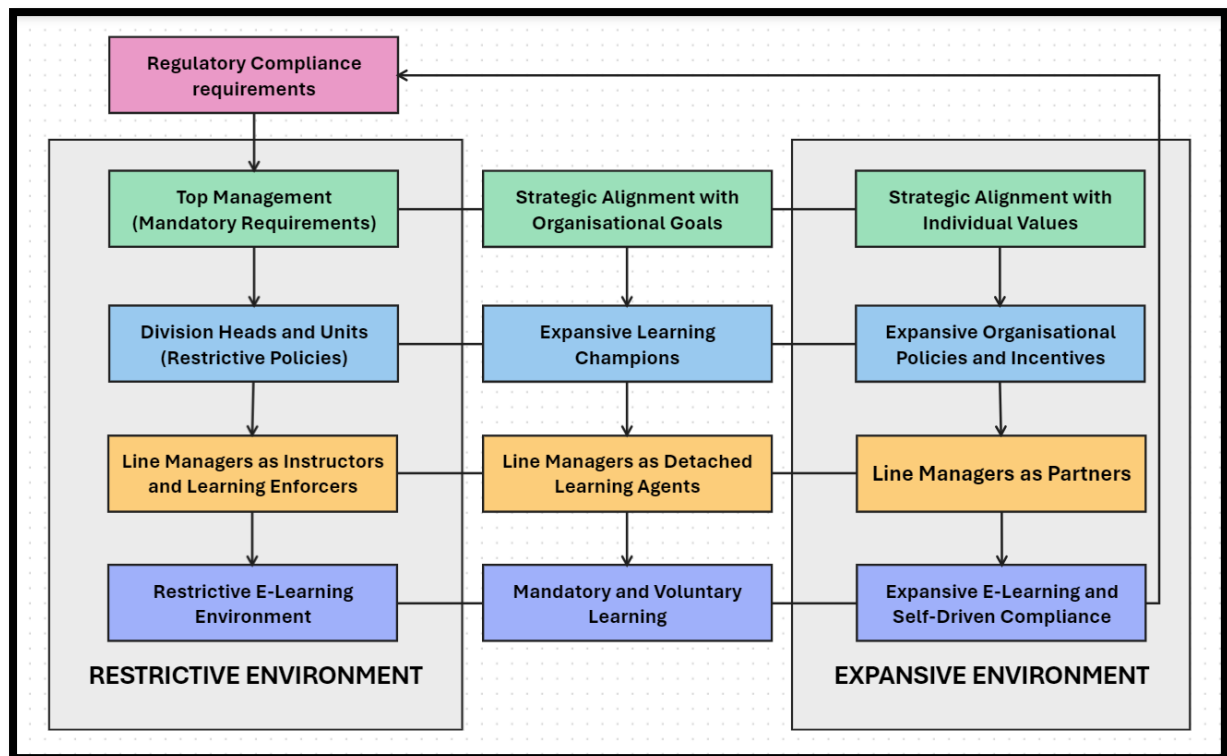 Regulatory Compliance
requirements
Top Management
(Mandatory Requirements)
Strategic Alignment with
Organisational Goals
Strategic Alignment with
Individual Values
Division Heads and Units
(Restrictive Policies)
Expansive Learning
Champions
Expansive Organisational
Policies and Incentives
Line Managers as Instructors
and Learning Enforcers
Line Managers as Detached
Learning Agents
Line Managers as Partners
Restrictive E-Learning
Environment
Mandatory and Voluntary
Learning
Expansive E-Learning and
Self-Driven Compliance
RESTRICTIVE ENVIRONMENT
EXPANSIVE ENVIRONMENT